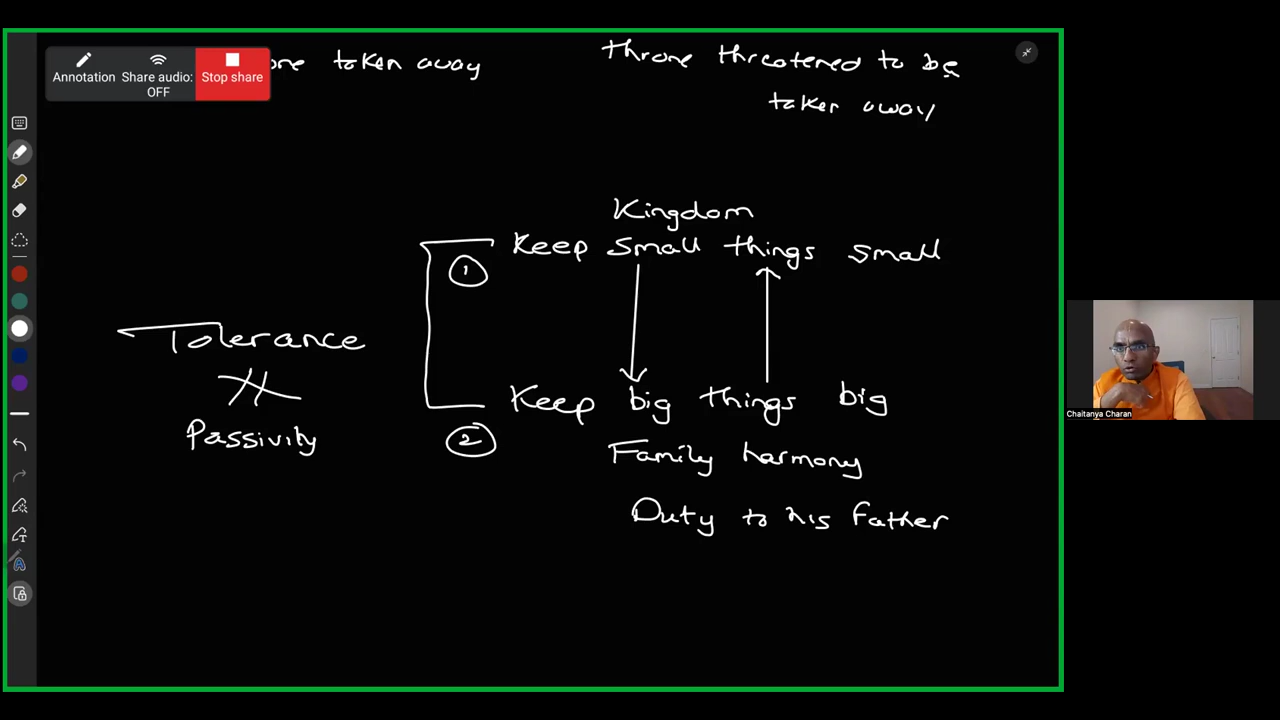 Annotation
Share audio: OFF
Stop share
one taken away
Throne threatened to be
taken away
Kingdom
1 Keep small things small
Tolerance
Passivity
2 Keep big things big
Family harmony
Duty to his father
Chaitanya Charan